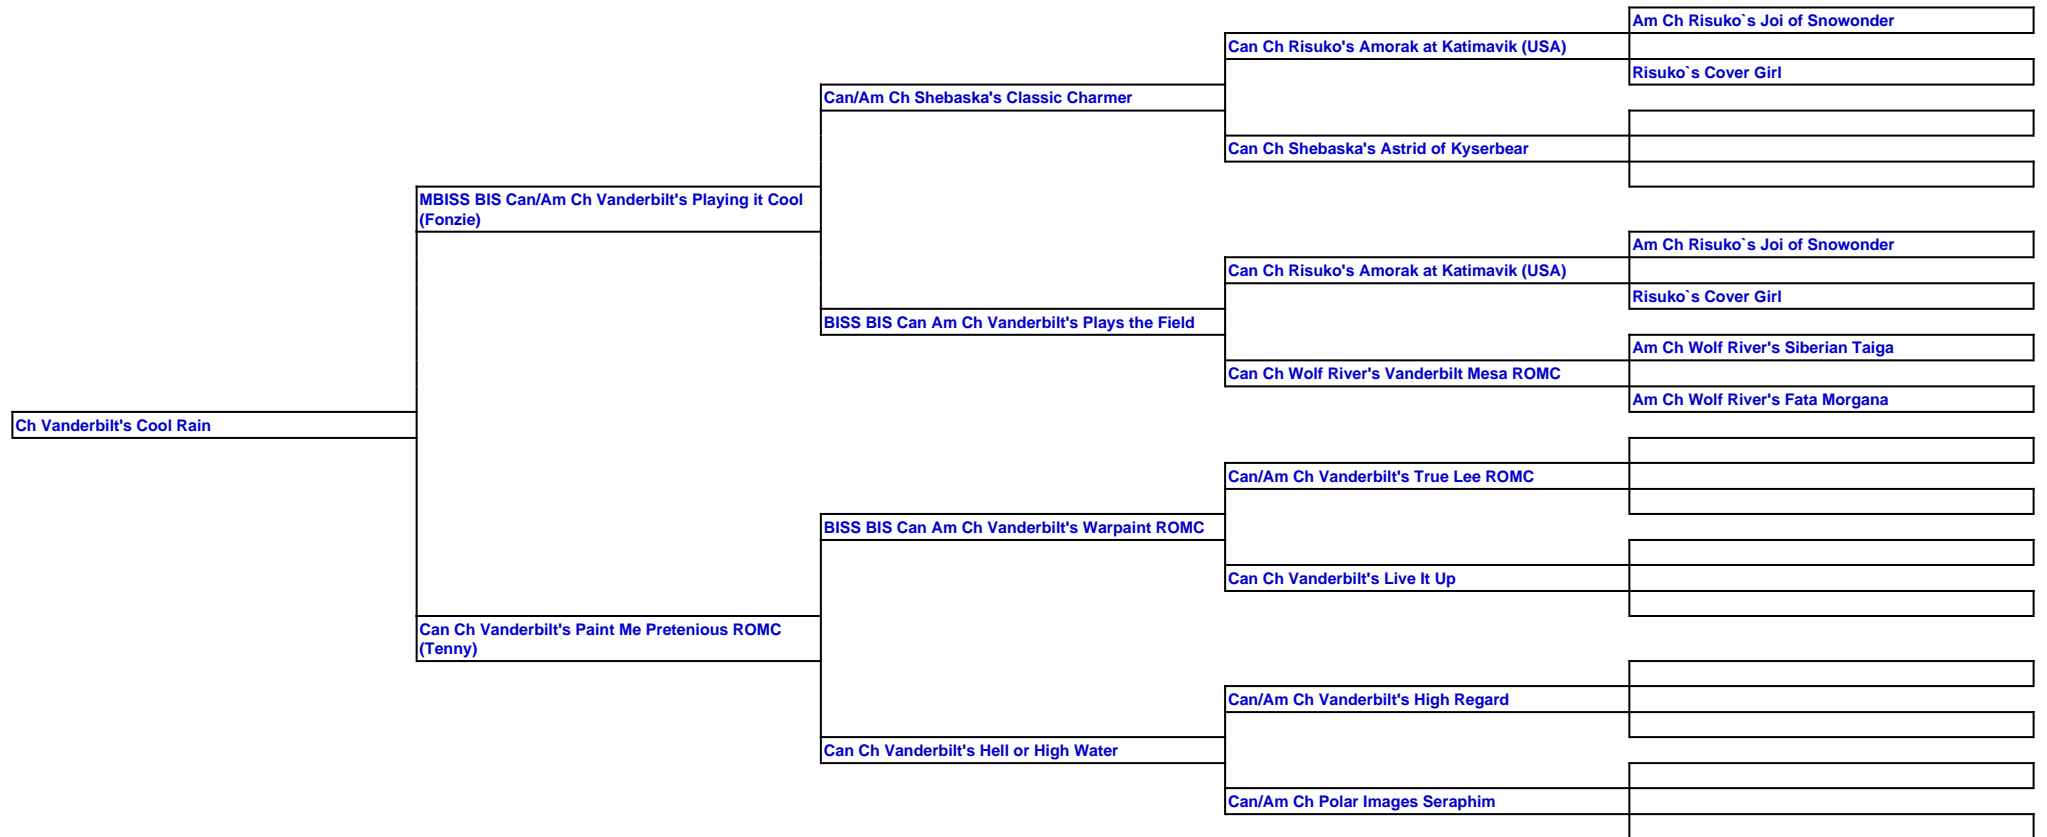 Am Ch Risuko`s Joi of Snowonder
Can Ch Risuko's Amorak at Katimavik (USA)
Risuko`s Cover Girl
Can/Am Ch Shebaska's Classic Charmer
Can Ch Shebaska's Astrid of Kyserbear
MBISS BIS Can/Am Ch Vanderbilt's Playing it Cool
(Fonzie)
Am Ch Risuko`s Joi of Snowonder
Can Ch Risuko's Amorak at Katimavik (USA)
Risuko`s Cover Girl
BISS BIS Can Am Ch Vanderbilt's Plays the Field
Am Ch Wolf River's Siberian Taiga
Can Ch Wolf River's Vanderbilt Mesa ROMC
Am Ch Wolf River's Fata Morgana
Ch Vanderbilt's Cool Rain
Can/Am Ch Vanderbilt's True Lee ROMC
BISS BIS Can Am Ch Vanderbilt's Warpaint ROMC
Can Ch Vanderbilt's Live It Up
Can Ch Vanderbilt's Paint Me Pretenious ROMC
(Tenny)
Can/Am Ch Vanderbilt's High Regard
Can Ch Vanderbilt's Hell or High Water
Can/Am Ch Polar Images Seraphim